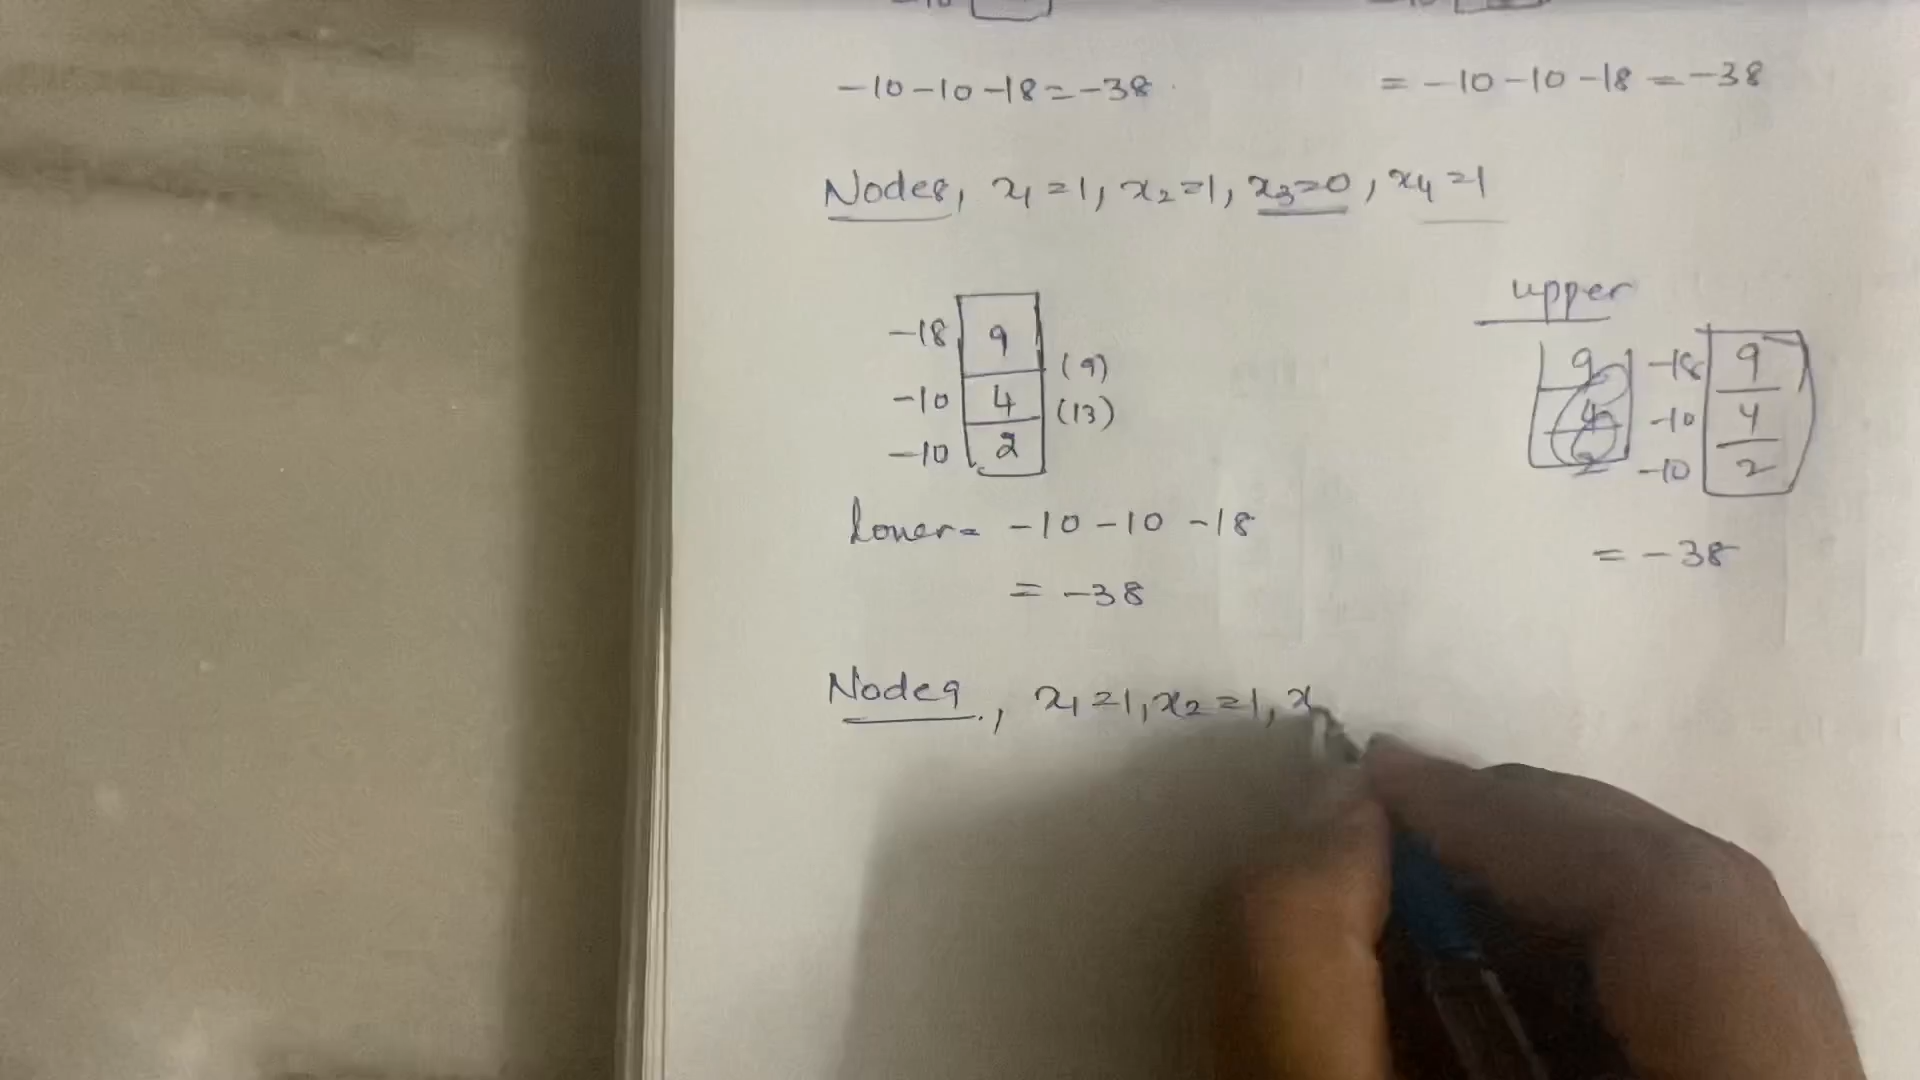 -10-10-18=-38
= -10-10-18 = -38
Node8, x1=1, x2=1, x3=0, x4=1
upper
-18 9
(9)
-10 4 (13)
-10 2
9 -18 9
4 -10 4
2 -10 2
Lower= -10-10-18
= -38
= -38
Node9, x1=1, x2=1, x